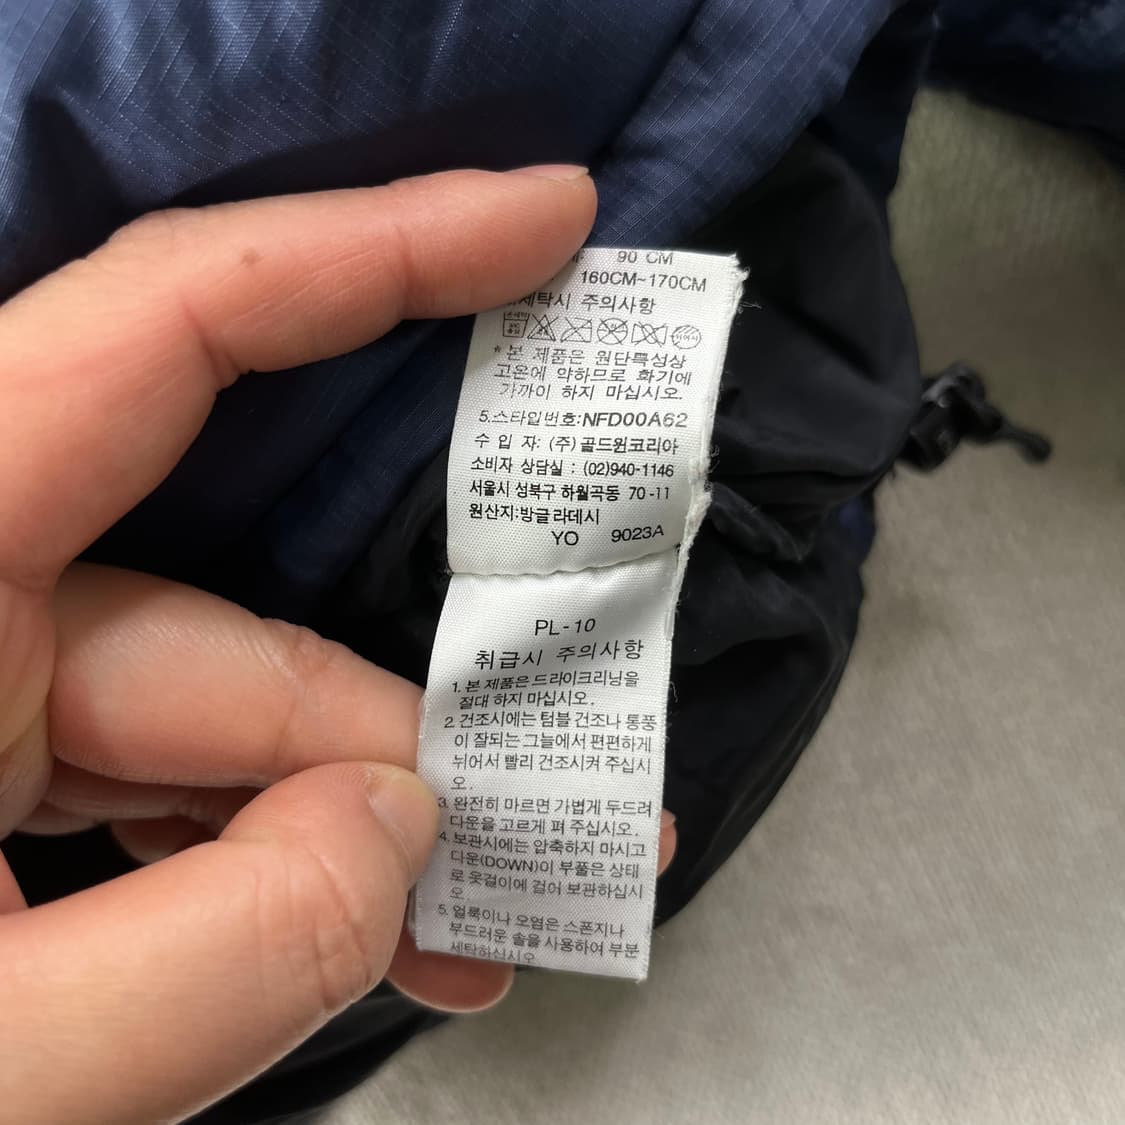 90 CM
160CM~170CM
세탁시 주의사항
* 본 제품은 원단특성상
고온에 약하므로 화기에
가까이 하지 마십시오.
5.스타일번호:NFD00A62
수 입 자: (주)골드윈코리아
소비자 상담실 : (02)940-1146
서울시 성북구 하월곡동 70-11
원산지:방글라데시
YO 9023A
PL-10
취급시 주의사항
1. 본 제품은 드라이크리닝을
절대 하지 마십시오.
2. 건조시에는 텀블 건조나 통풍
이 잘되는 그늘에서 편편하게
뉘어서 빨리 건조시켜 주십시
오.
3. 완전히 마르면 가볍게 두드려
다운을 고르게 펴 주십시오.
4. 보관시에는 압축하지 마시고
다운(DOWN)이 부풀은 상태
로 옷걸이에 걸어 보관하십시
오.
5. 얼룩이나 오염은 스폰지나
부드러운 솔을 사용하여 부분
세탁하십시오